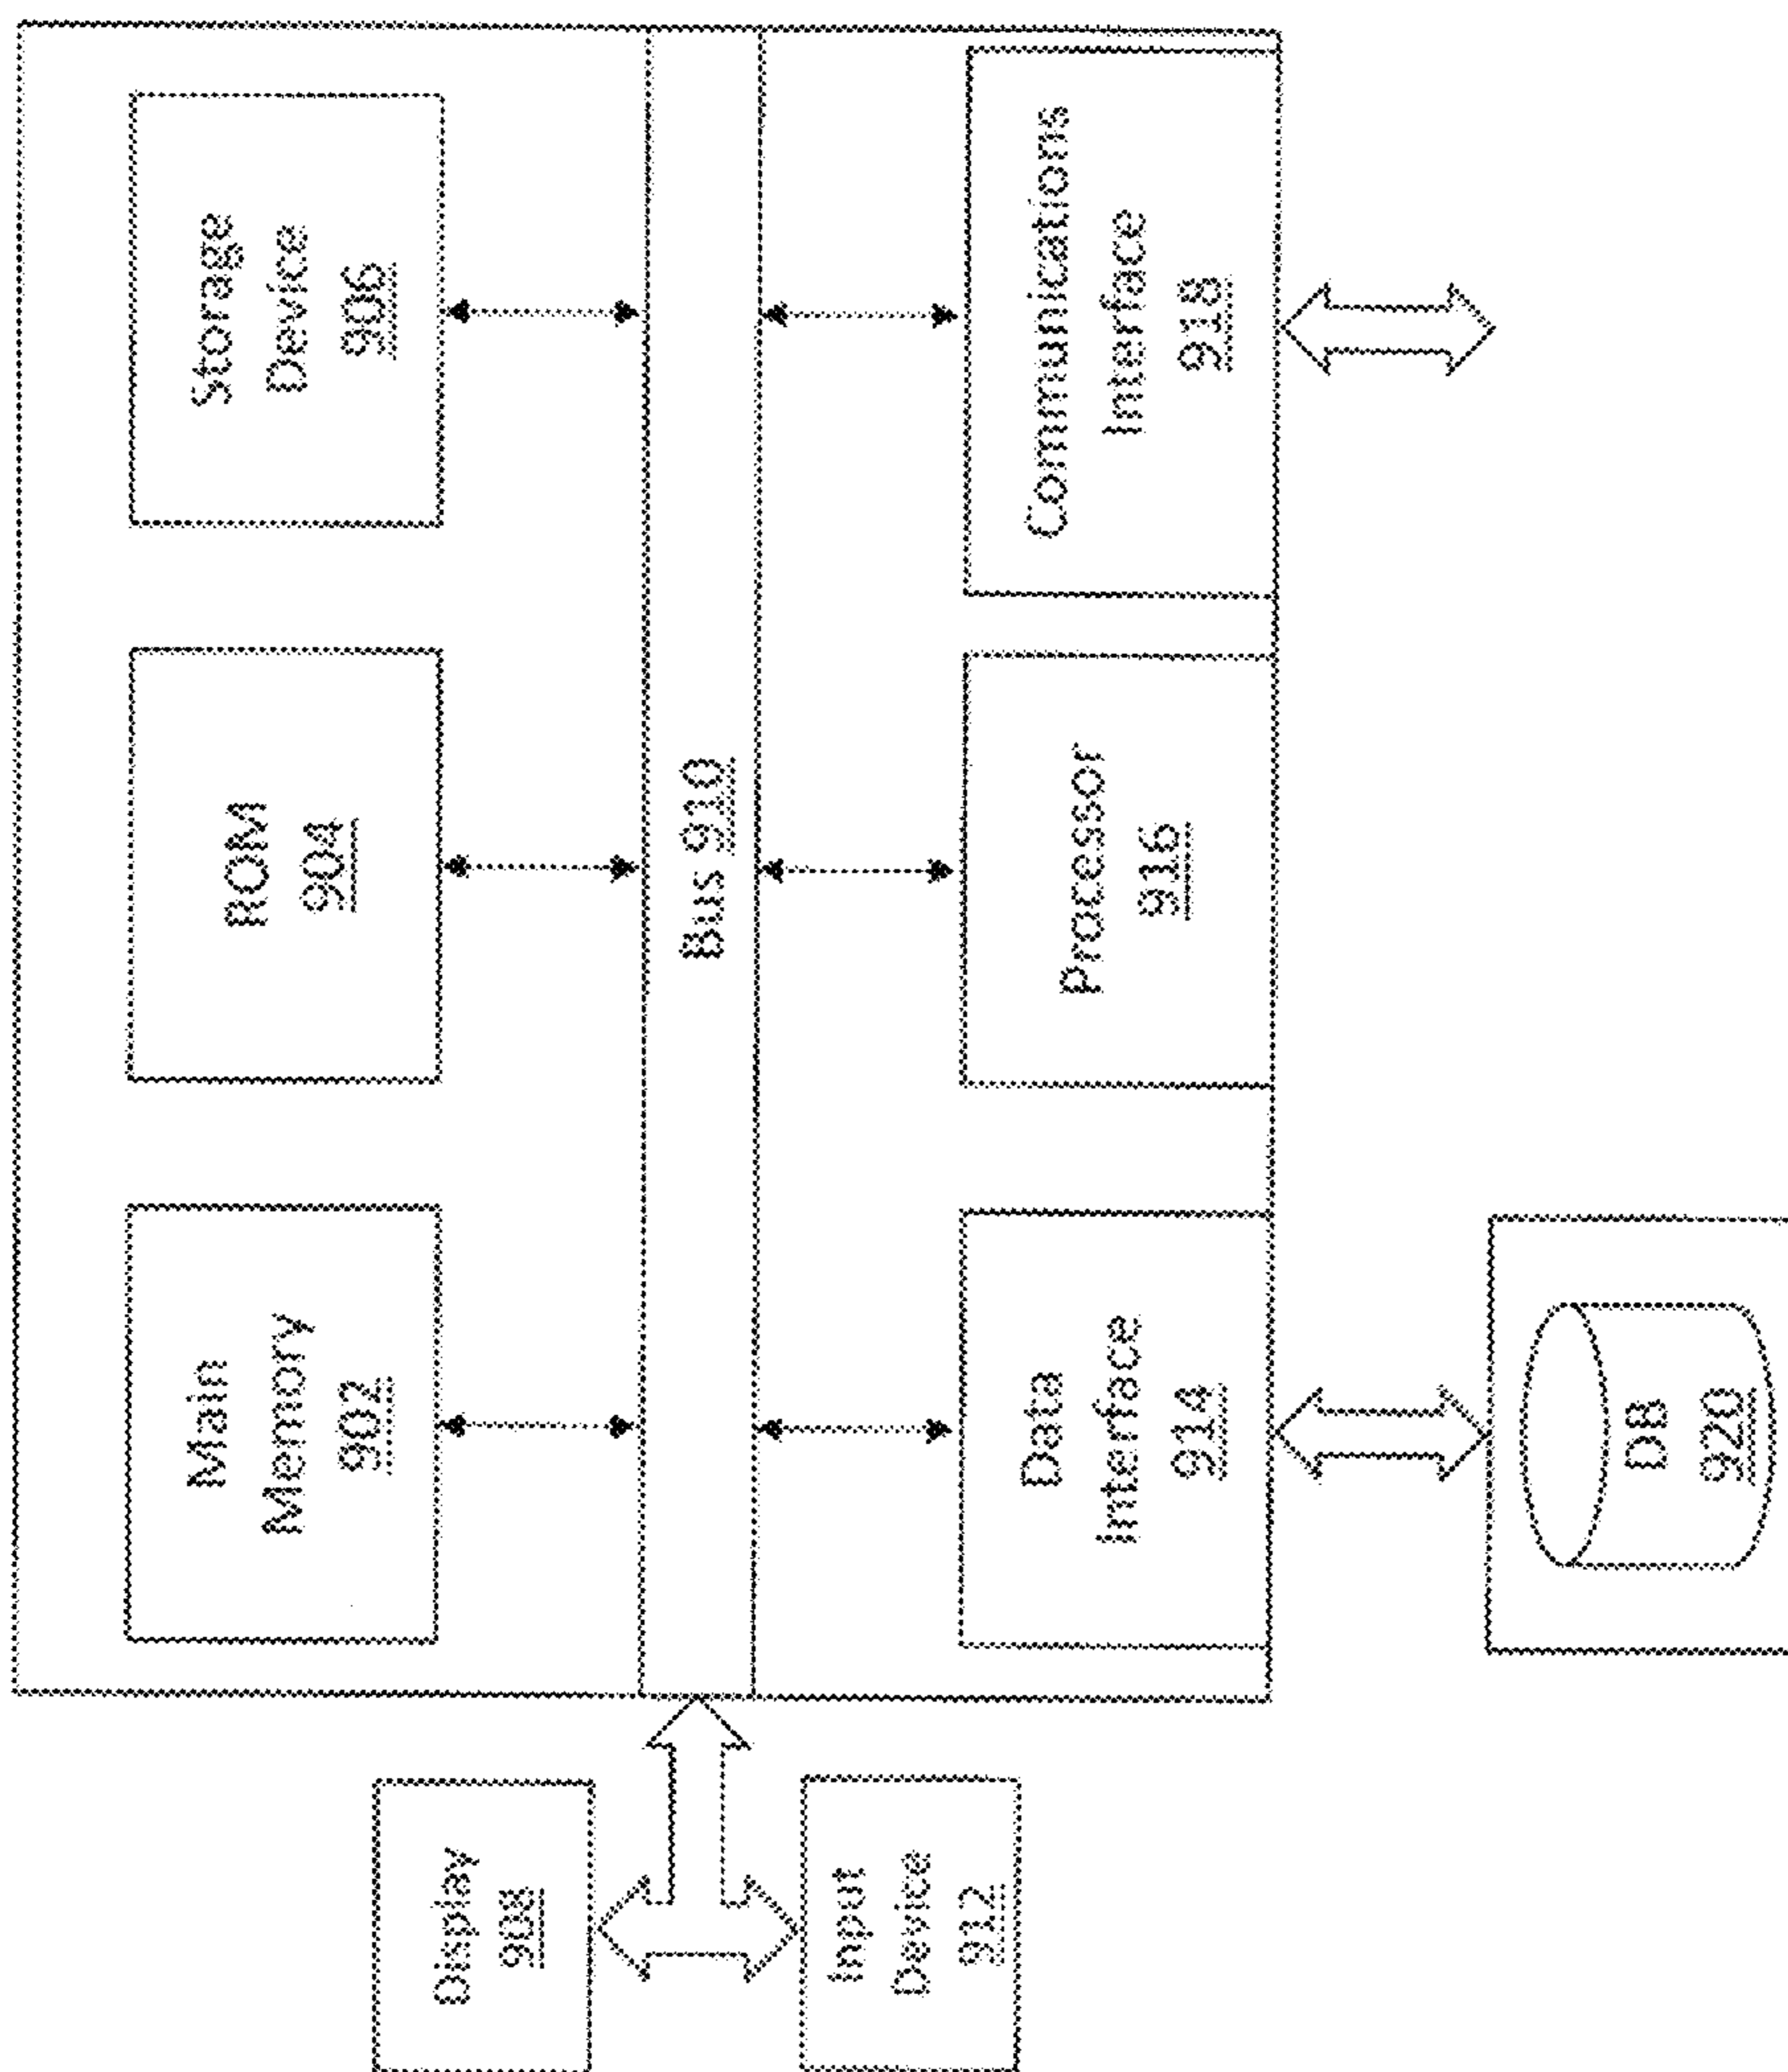 Main
Memory
902
ROM
904
Storage
Device
906
Display
908
Bus 910
Input
Device
912
Data
Interface
914
Processor
916
Communications
Interface
918
DB
920